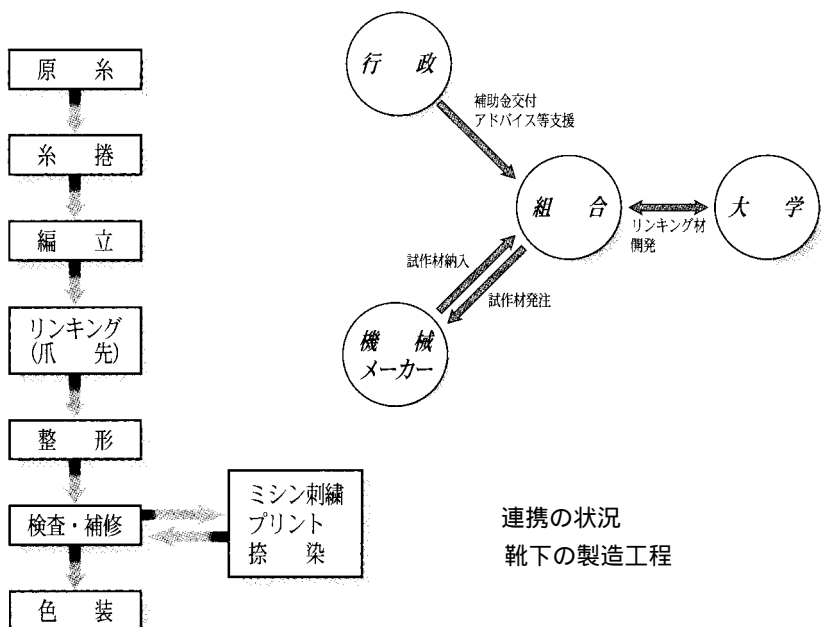 原 糸
糸 捲
編 立
リンキング
(爪 先)
整 形
検査・補修
色 装
ミシン刺繍
プリント
捺 染
行 政
補助金交付
アドバイス等支援
組 合
リンキング材
開発
大 学
試作材納入
試作材発注
機 械
メーカー
連携の状況
靴下の製造工程